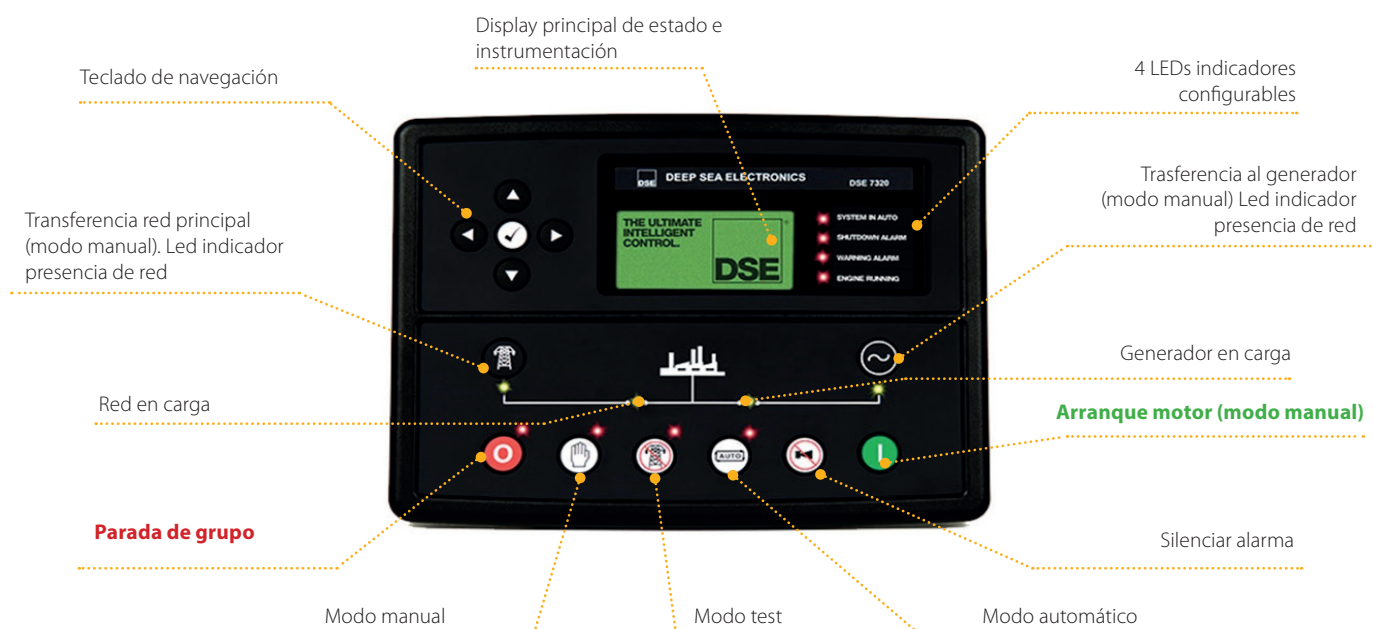 Display principal de estado e
instrumentación
Teclado de navegación
4 LEDs indicadores
configurables
DSE DEEP SEA ELECTRONICS DSE 7320
Trasferencia al generador
(modo manual) Led indicador
presencia de red
Transferencia red principal
(modo manual). Led indicador
presencia de red
THE ULTIMATE
INTELLIGENT
CONTROL.
DSE
SYSTEM IN AUTO
SHUTDOWN ALARM
WARNING ALARM
ENGINE RUNNING
Generador en carga
Red en carga
Arranque motor (modo manual)
O
AUTO
I
Parada de grupo
Silenciar alarma
Modo manual
Modo test
Modo automático